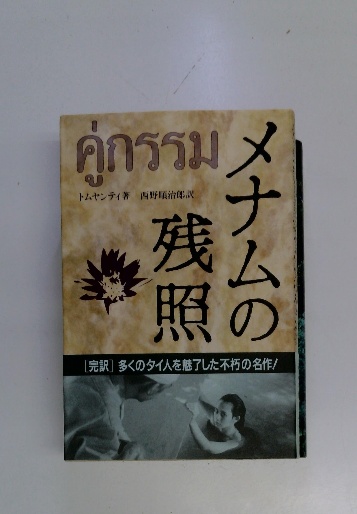 คู่กรรม
メナムの
残照
トムヤンティ著 西野順治郎訳
[完訳] 多くのタイ人を魅了した不朽の名作!